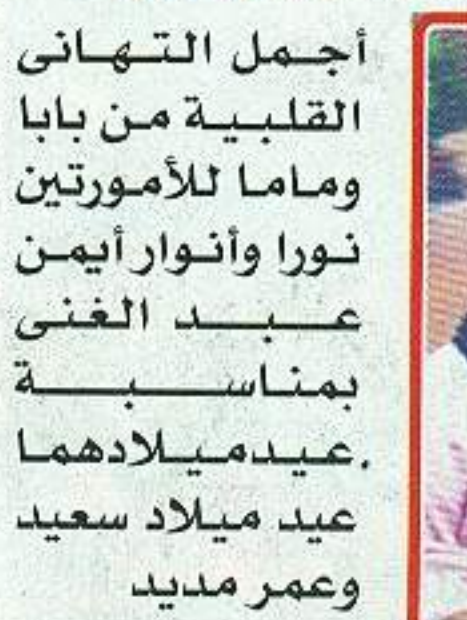 أجمل التهانى
القلبية من بابا
وماما للأمورتين
نورا وأنوار أيمن
عبد الغنى
بمناسبة
.عيدميلادهما
عيد ميلاد سعيد
وعمر مديد